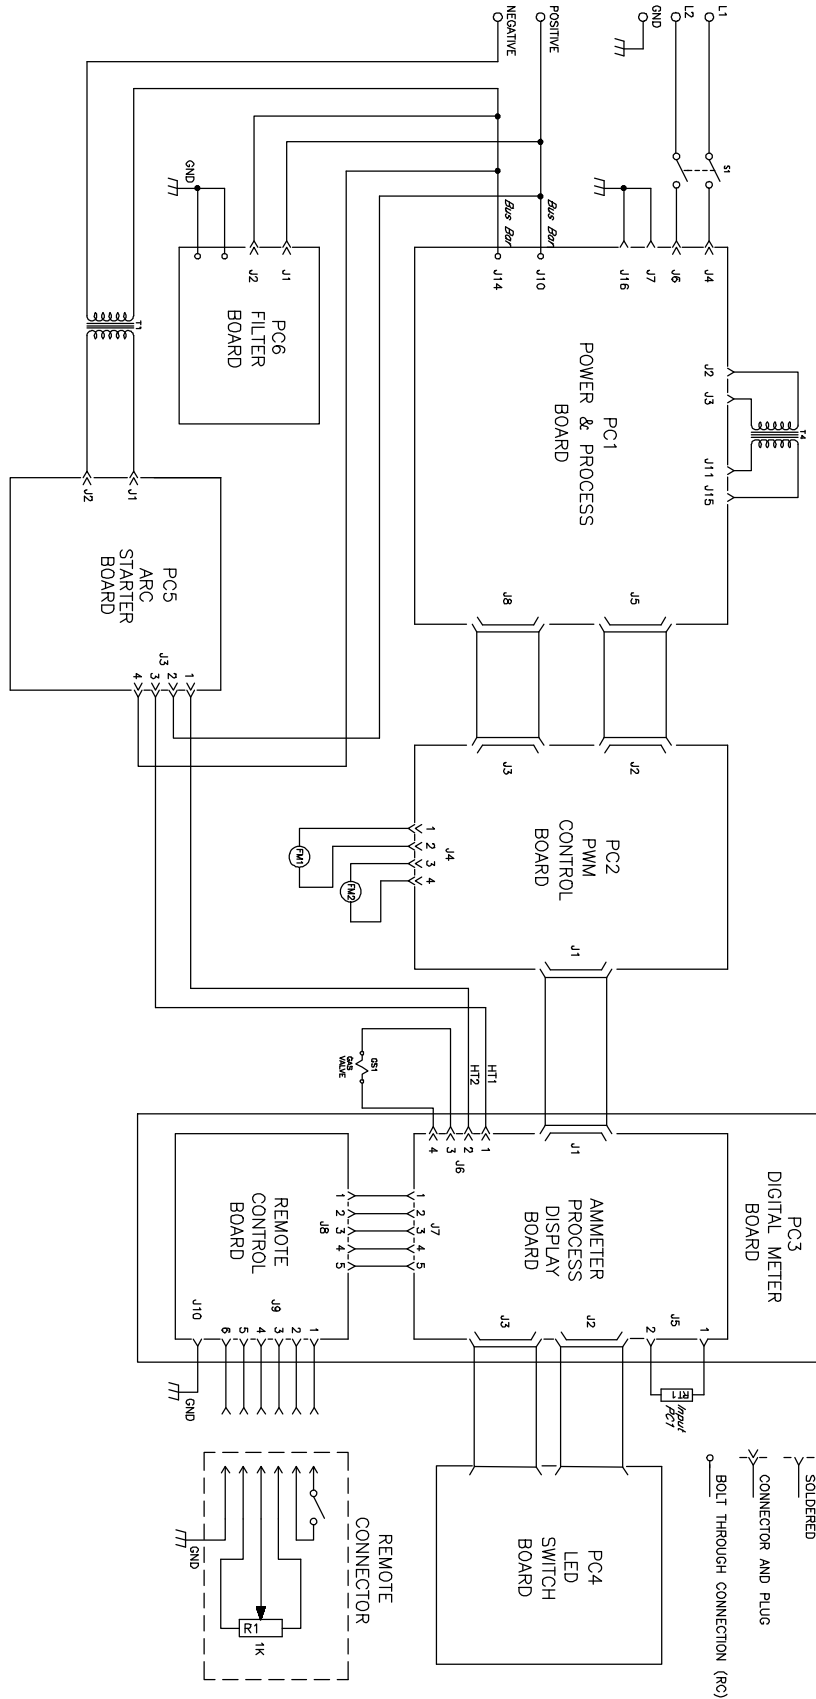 L1
L2
GND
POSITIVE
NEGATIVE
S1
Bus Bar
Bus Bar
GND
J4
J6
J7
J16
J10
J14
J1
J2
PC6
FILTER
BOARD
T1
PC1
POWER & PROCESS
BOARD
J2
J3
T4
J11
J15
J8
J5
J1
J2
PC5
ARC
STARTER
BOARD
J3
1
2
3
4
J3
J2
PC2
PWM
CONTROL
BOARD
J4
1
2
3
4
FM1
FM2
J1
GS1
GAS
VALVE
HT1
HT2
PC3
DIGITAL METER
BOARD
J1
J6
1
2
3
4
AMMETER
PROCESS
DISPLAY
BOARD
J7
1
2
3
4
5
J8
1
2
3
4
5
REMOTE
CONTROL
BOARD
J10
J9
6
5
4
3
2
1
J3
J2
J5
2
1
RT1
Input
PC1
GND
PC4
LED
SWITCH
BOARD
REMOTE
CONNECTOR
GND
R1
1K
SOLDERED
CONNECTOR AND PLUG
BOLT THROUGH CONNECTION (RC)